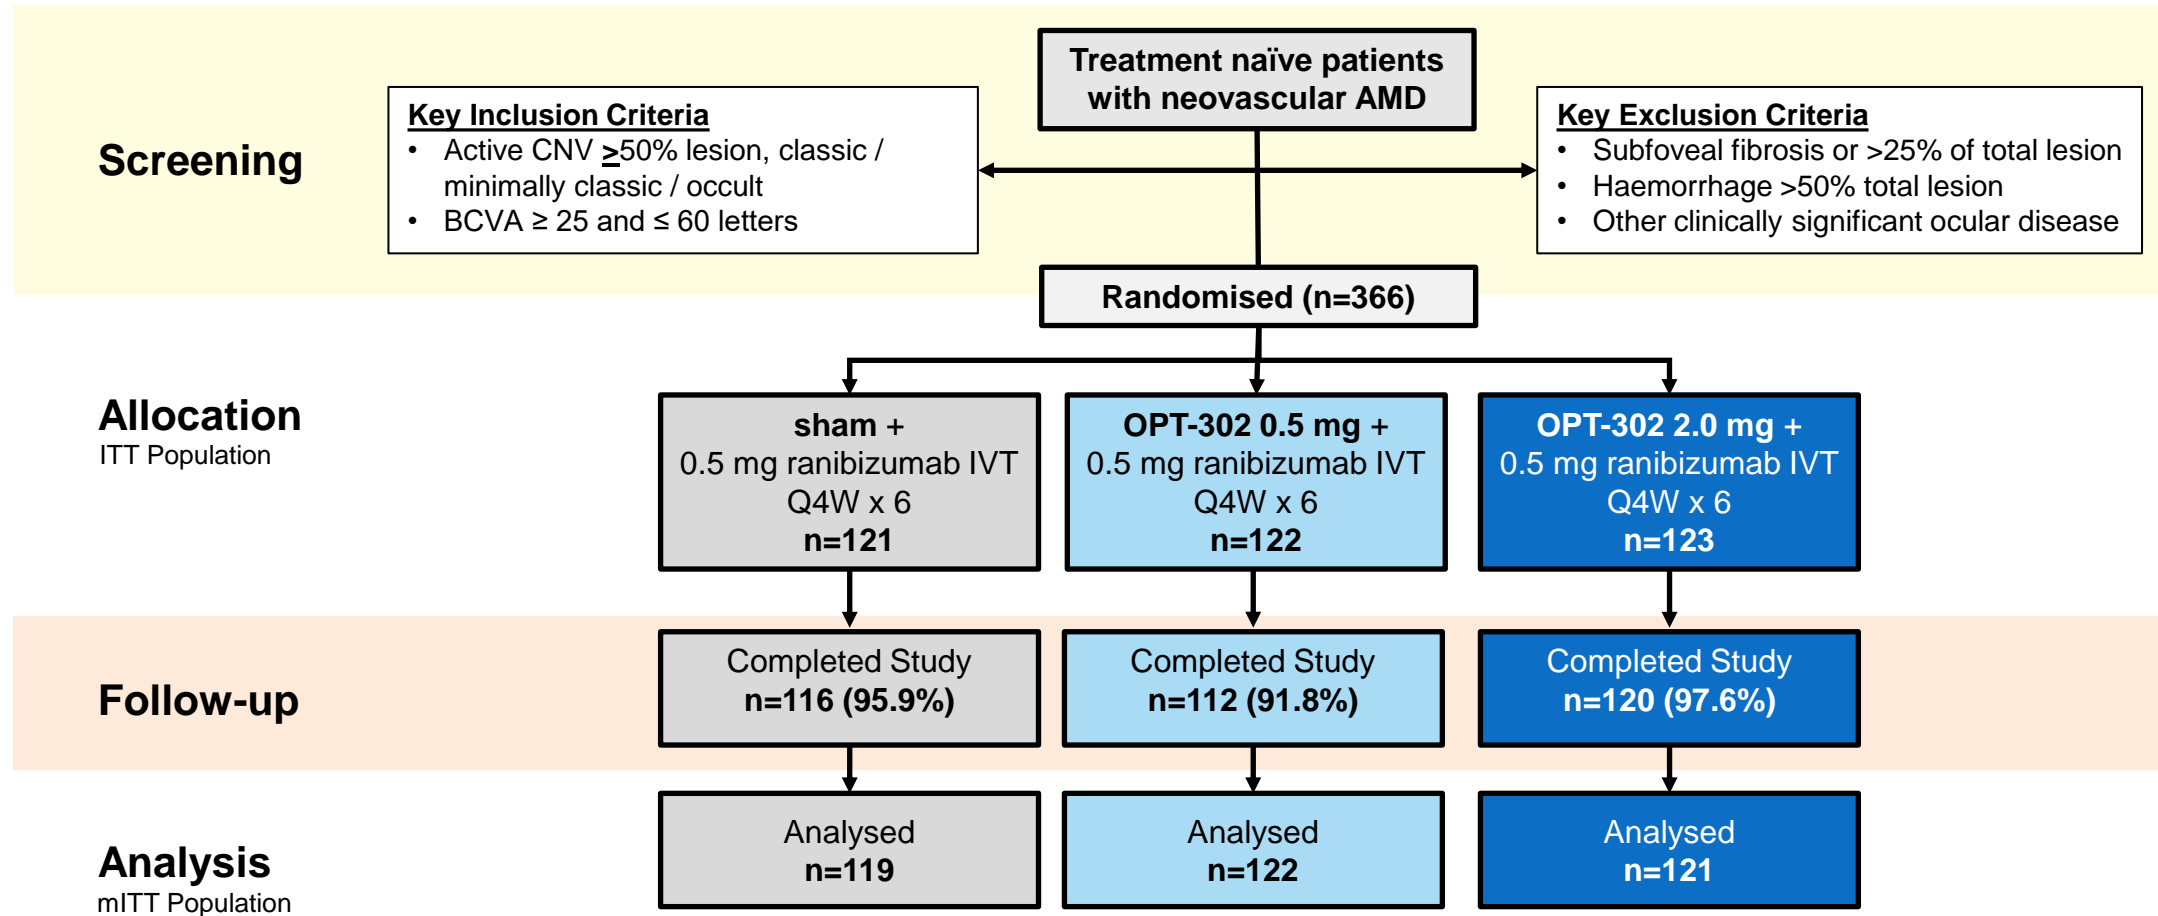 Treatment naïve patients
with neovascular AMD
Screening
Key Inclusion Criteria
• Active CNV ≥50% lesion, classic /
minimally classic / occult
• BCVA ≥ 25 and ≤ 60 letters
Key Exclusion Criteria
• Subfoveal fibrosis or >25% of total lesion
• Haemorrhage >50% total lesion
• Other clinically significant ocular disease
Randomised (n=366)
Allocation
ITT Population
sham +
0.5 mg ranibizumab IVT
Q4W x 6
n=121
OPT-302 0.5 mg +
0.5 mg ranibizumab IVT
Q4W x 6
n=122
OPT-302 2.0 mg +
0.5 mg ranibizumab IVT
Q4W x 6
n=123
Follow-up
Completed Study
n=116 (95.9%)
Completed Study
n=112 (91.8%)
Completed Study
n=120 (97.6%)
Analysis
mITT Population
Analysed
n=119
Analysed
n=122
Analysed
n=121